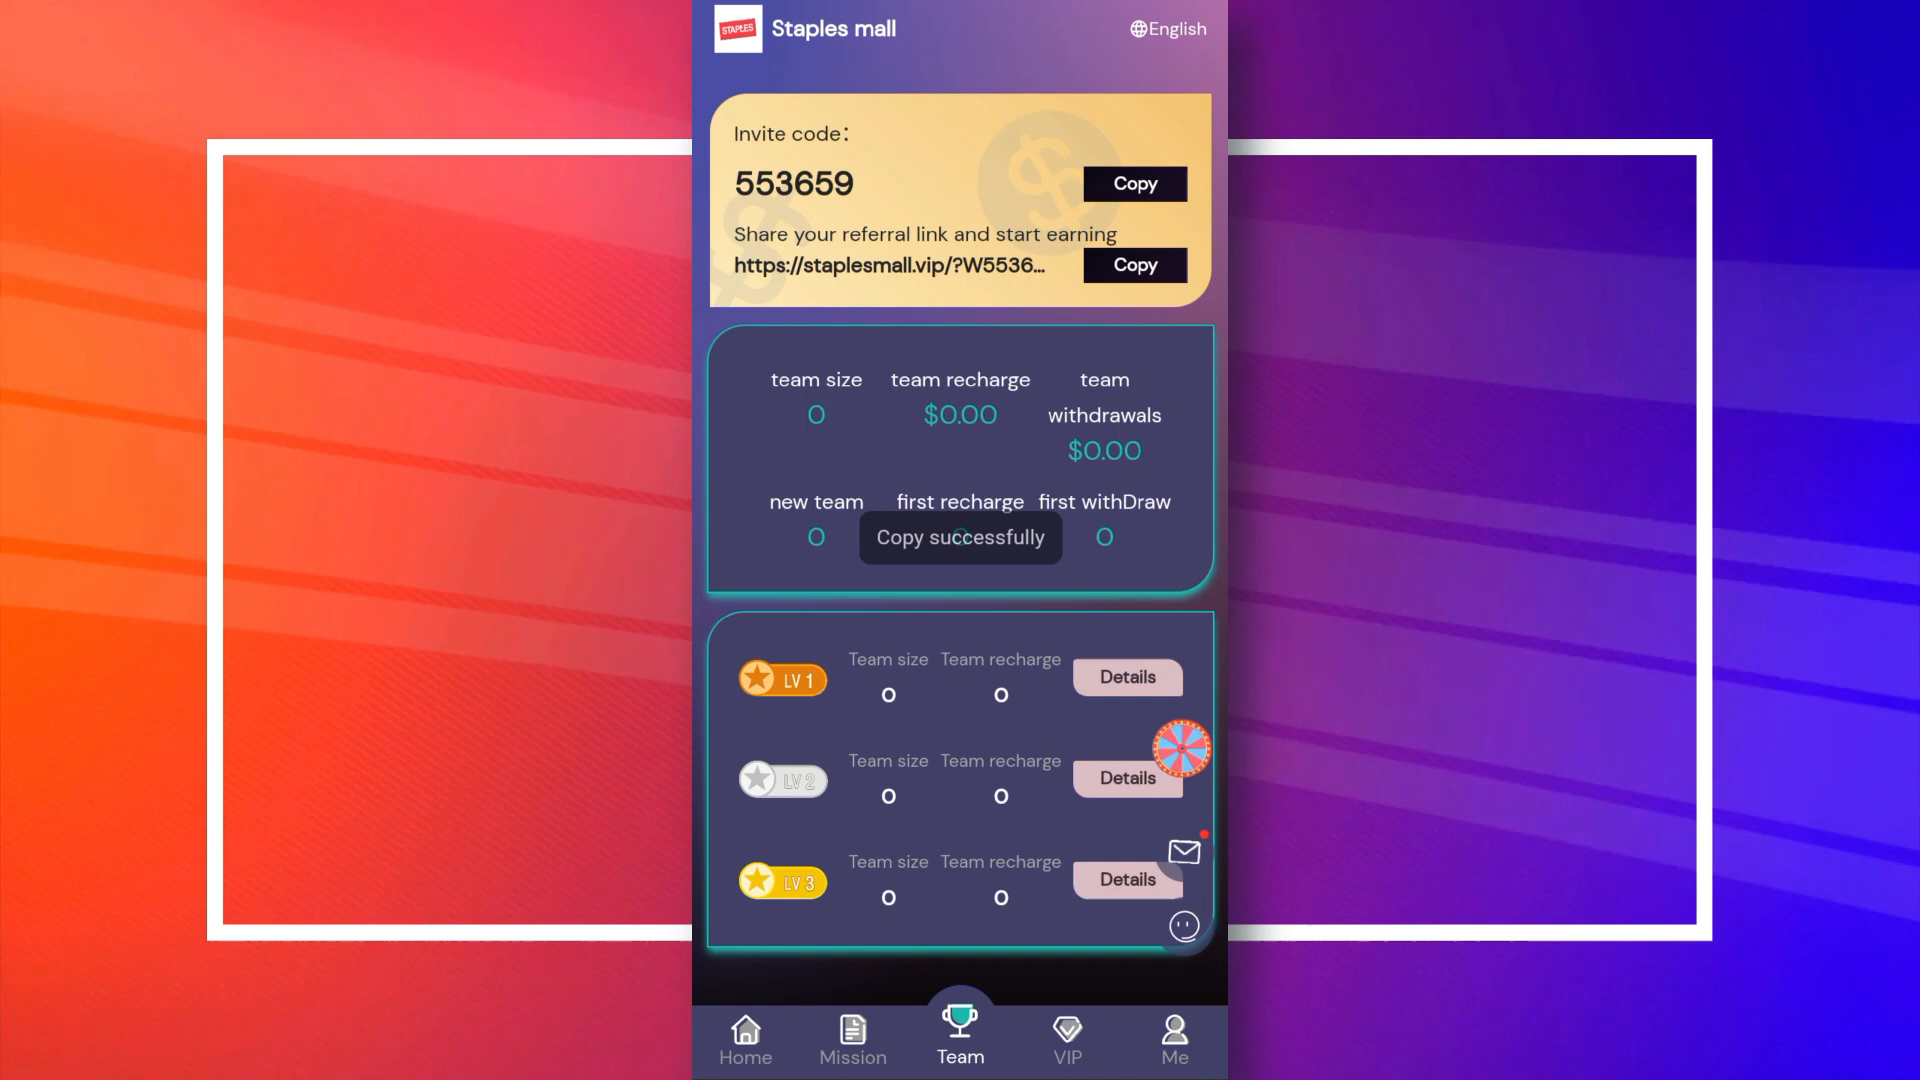 STAPLES
Staples mall
English
Invite code:
553659
Copy
Share your referral link and start earning
https://staplesmall.vip/?W5536...
Copy
team size
team recharge
team withdrawals
0
$0.00
$0.00
new team
first recharge
first withDraw
0
0
0
Copy successfully
LV 1
Team size
Team recharge
0
0
Details
LV 2
Team size
Team recharge
0
0
Details
LV 3
Team size
Team recharge
0
0
Details
Home
Mission
Team
VIP
Me